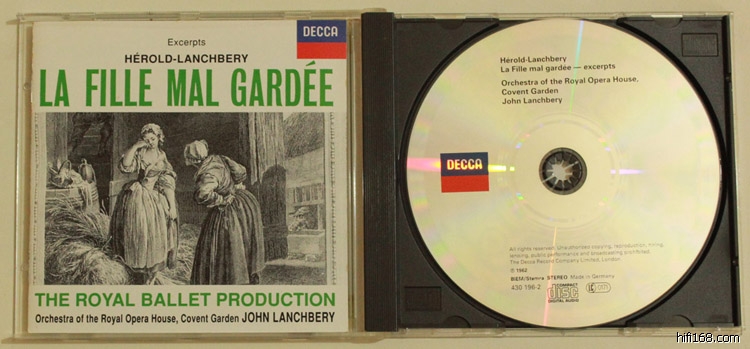 Excerpts
DECCA
HÉROLD-LANCHBERY
LA FILLE MAL GARDÉE
THE ROYAL BALLET PRODUCTION
Orchestra of the Royal Opera House, Covent Garden JOHN LANCHBERY
Hérold-Lanchbery
La Fille mal gardée — excerpts
Orchestra of the Royal Opera House,
Covent Garden
John Lanchbery
DECCA
All rights reserved. Unauthorised copying, reproduction, hiring,
lending, public performance and broadcasting prohibited.
The Decca Record Company Limited, London.
℗ 1962
BIEM/Stemra STEREO Made in Germany
430 196-2
COMPACT
disc
DIGITAL AUDIO
hifi168.com